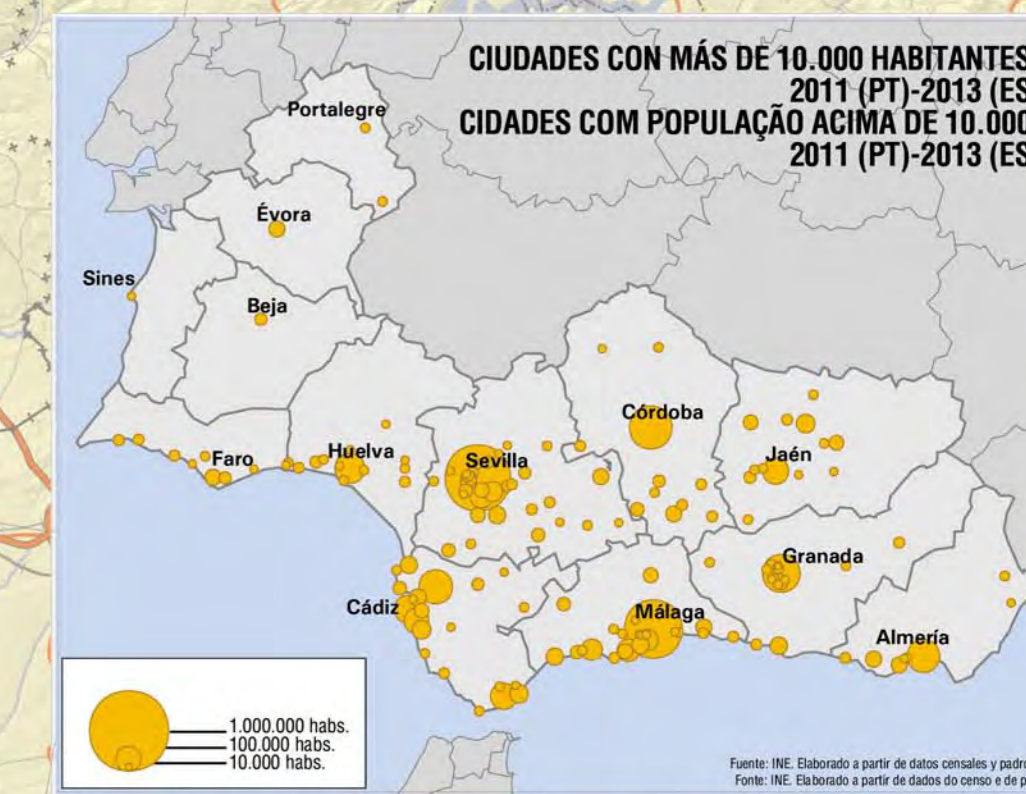 CIUDADES CON MÁS DE 10.000 HABITANTES
2011 (PT)-2013 (ES
CIDADES COM POPULAÇÃO ACIMA DE 10.000
2011 (PT)-2013 (ES
Portalegre
Évora
Sines
Beja
Córdoba
Faro
Huelva
Sevilla
Jaén
Granada
Cádiz
Málaga
Almería
1.000.000 habs.
100.000 habs.
10.000 habs.
Fuente: INE. Elaborado a partir de datos censales y padro
Fonte: INE. Elaborado a partir de dados do censo e de p